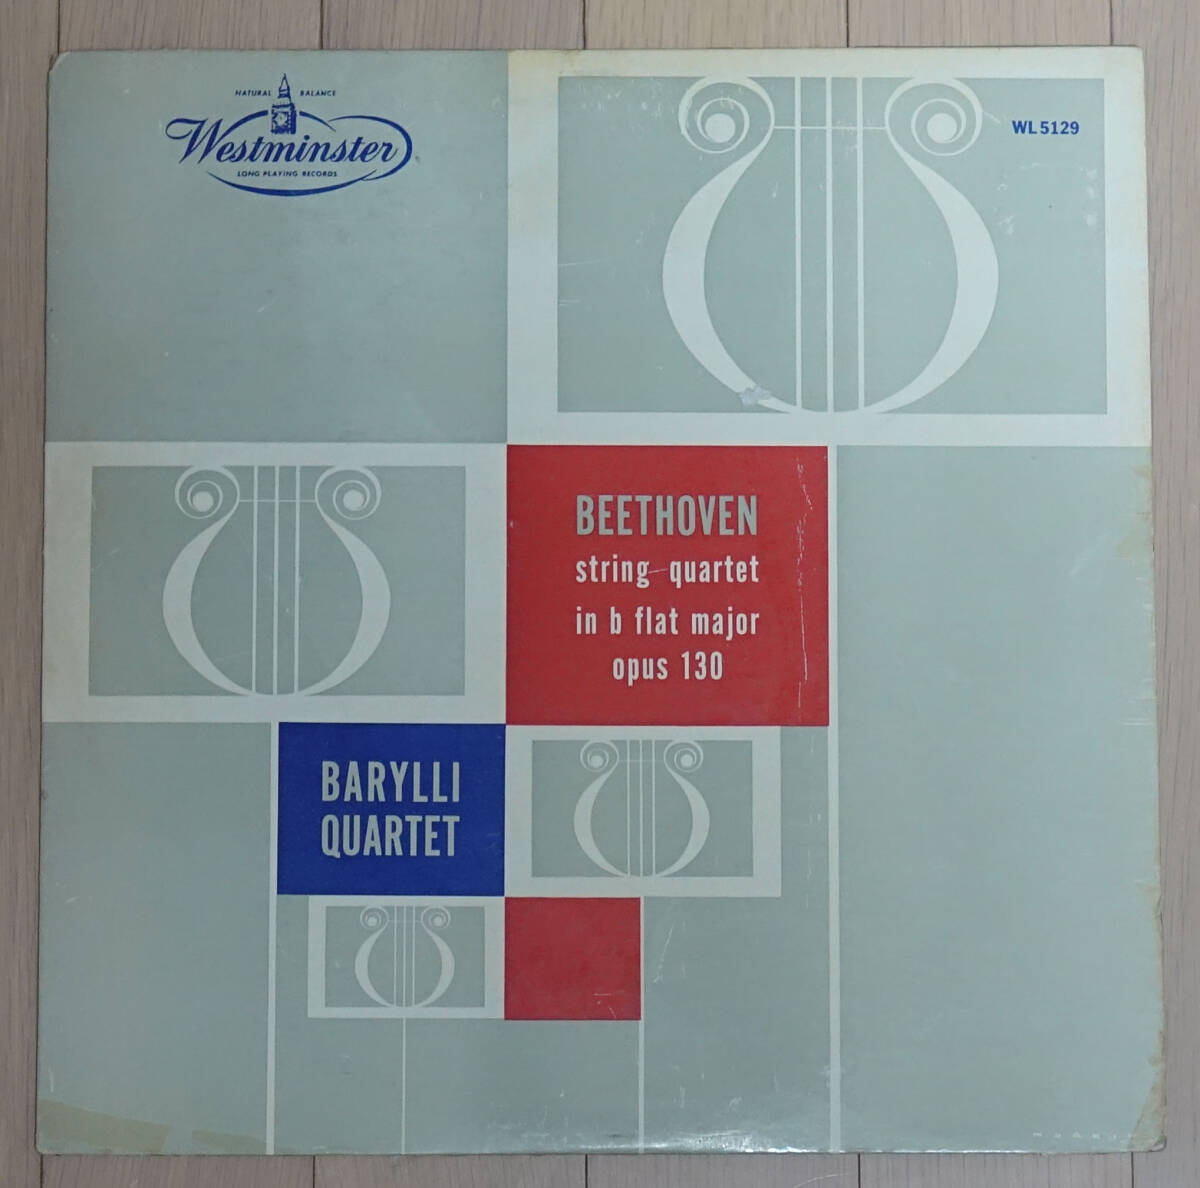 NATURAL BALANCE
Westminster
LONG PLAYING RECORDS
WL 5129
BEETHOVEN
string quartet
in b flat major
opus 130
BARYLLI
QUARTET